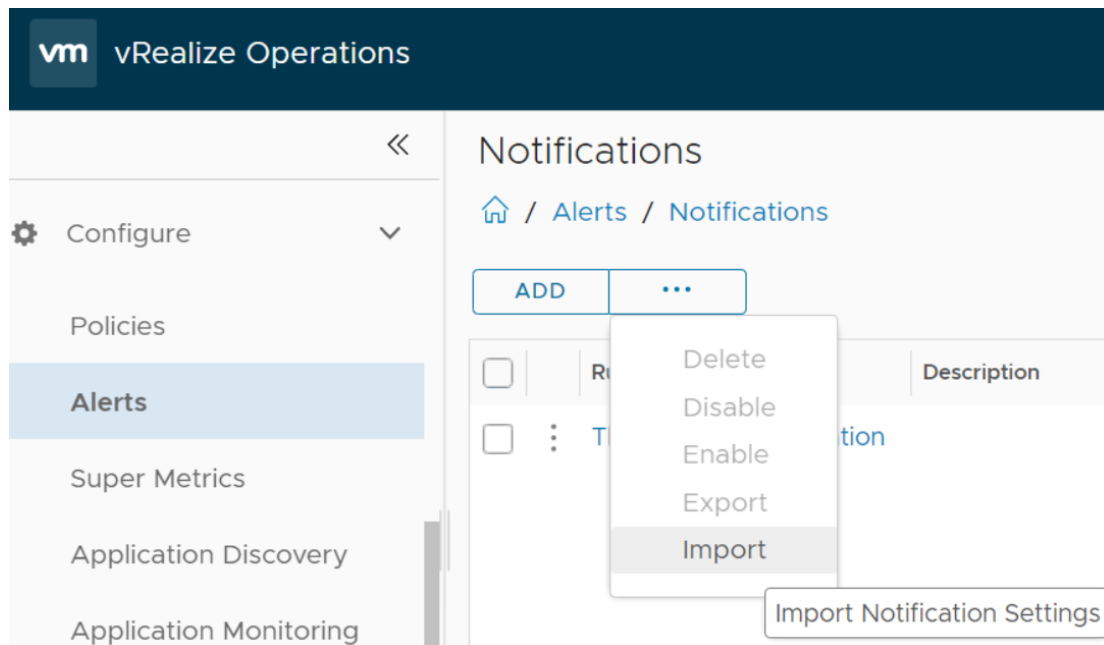 vm vRealize Operations
Notifications
/ Alerts / Notifications
Configure
Policies
Alerts
Super Metrics
Application Discovery
Application Monitoring
ADD ...
Description
Delete
Disable
Enable
Export
Import
Import Notification Settings